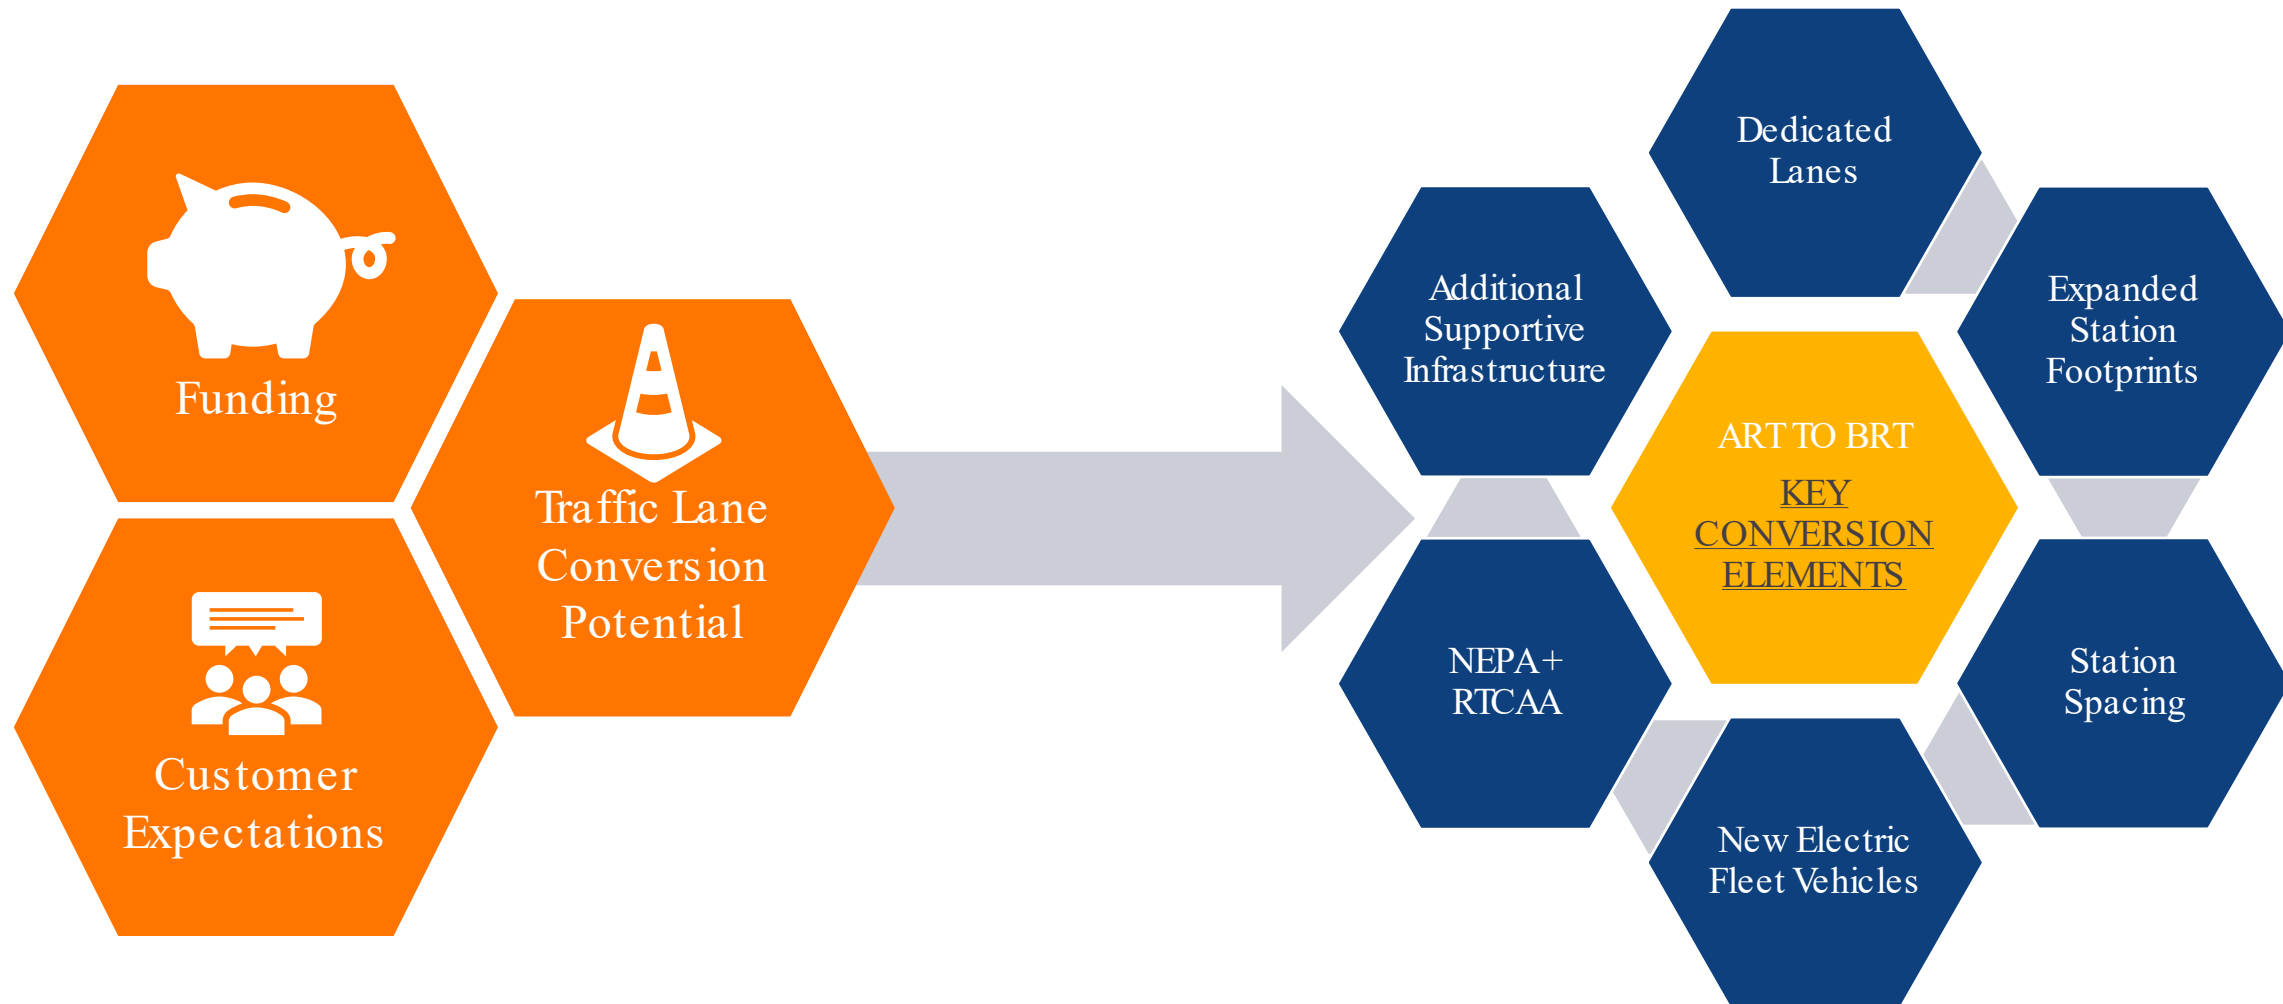 Funding
Traffic Lane
Conversion
Potential
Customer
Expectations
Dedicated
Lanes
Expanded
Station
Footprints
Station
Spacing
New Electric
Fleet Vehicles
NEPA +
RTCAA
Additional
Supportive
Infrastructure
ART TO BRT
KEY
CONVERSION
ELEMENTS